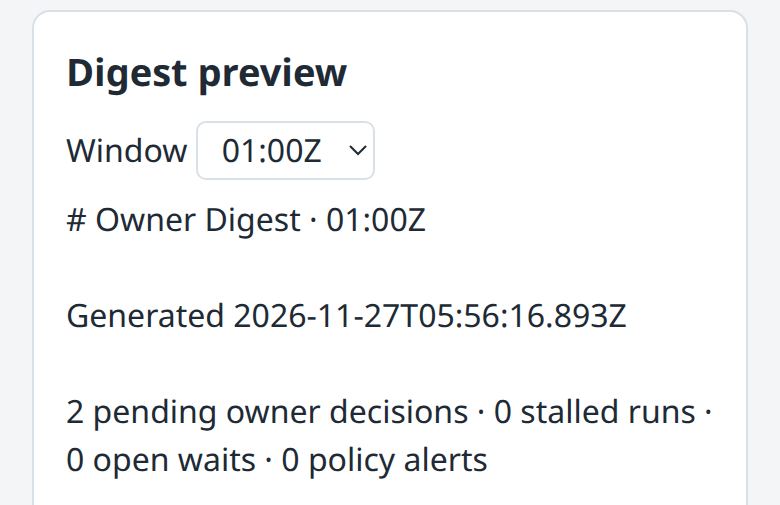 Digest preview
Window 01:00Z
# Owner Digest · 01:00Z
Generated 2026-11-27T05:56:16.893Z
2 pending owner decisions · 0 stalled runs ·
0 open waits · 0 policy alerts